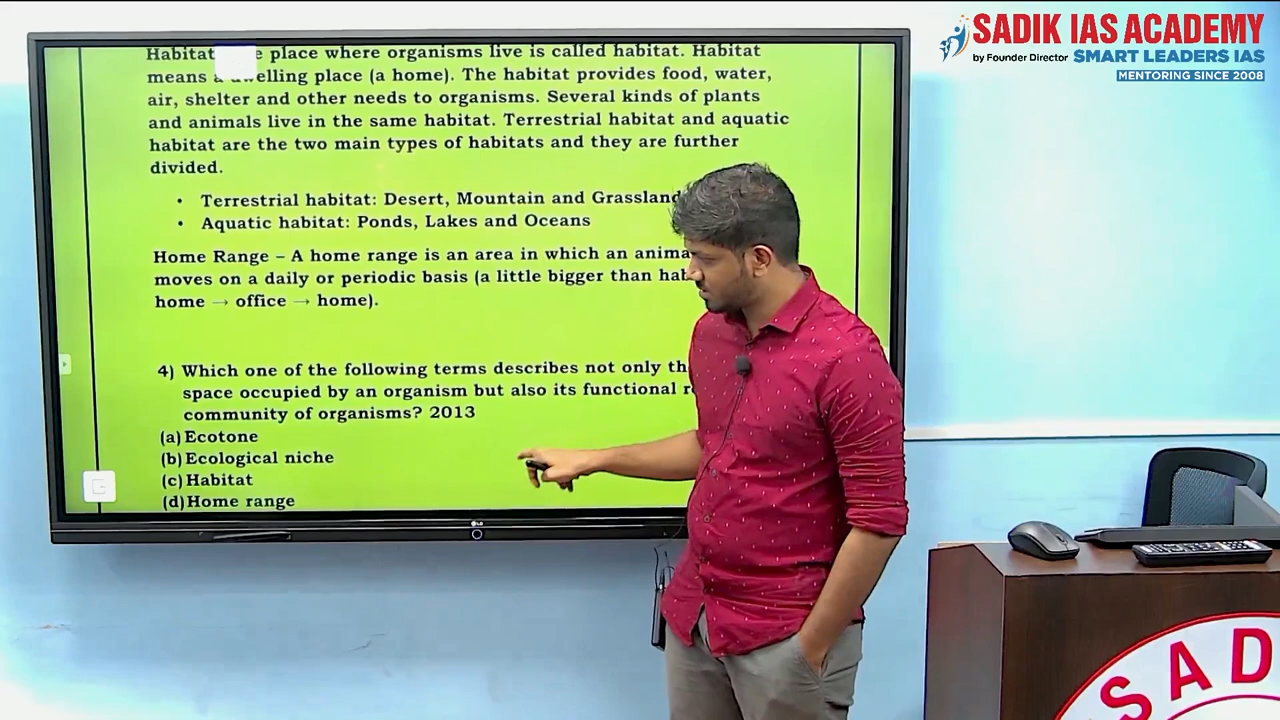 SADIK IAS ACADEMY
by Founder Director SMART LEADERS IAS
MENTORING SINCE 2008
Habitat place where organisms live is called habitat. Habitat
means a dwelling place (a home). The habitat provides food, water,
air, shelter and other needs to organisms. Several kinds of plants
and animals live in the same habitat. Terrestrial habitat and aquatic
habitat are the two main types of habitats and they are further
divided.
• Terrestrial habitat: Desert, Mountain and Grassland
• Aquatic habitat: Ponds, Lakes and Oceans
Home Range – A home range is an area in which an
moves on a daily or periodic basis (a little bigger than
home → office → home).
4) Which one of the following terms describes not only
space occupied by an organism but also its functional
community of organisms? 2013
(a) Ecotone
(b) Ecological niche
(c) Habitat
(d) Home range
LG
SAD